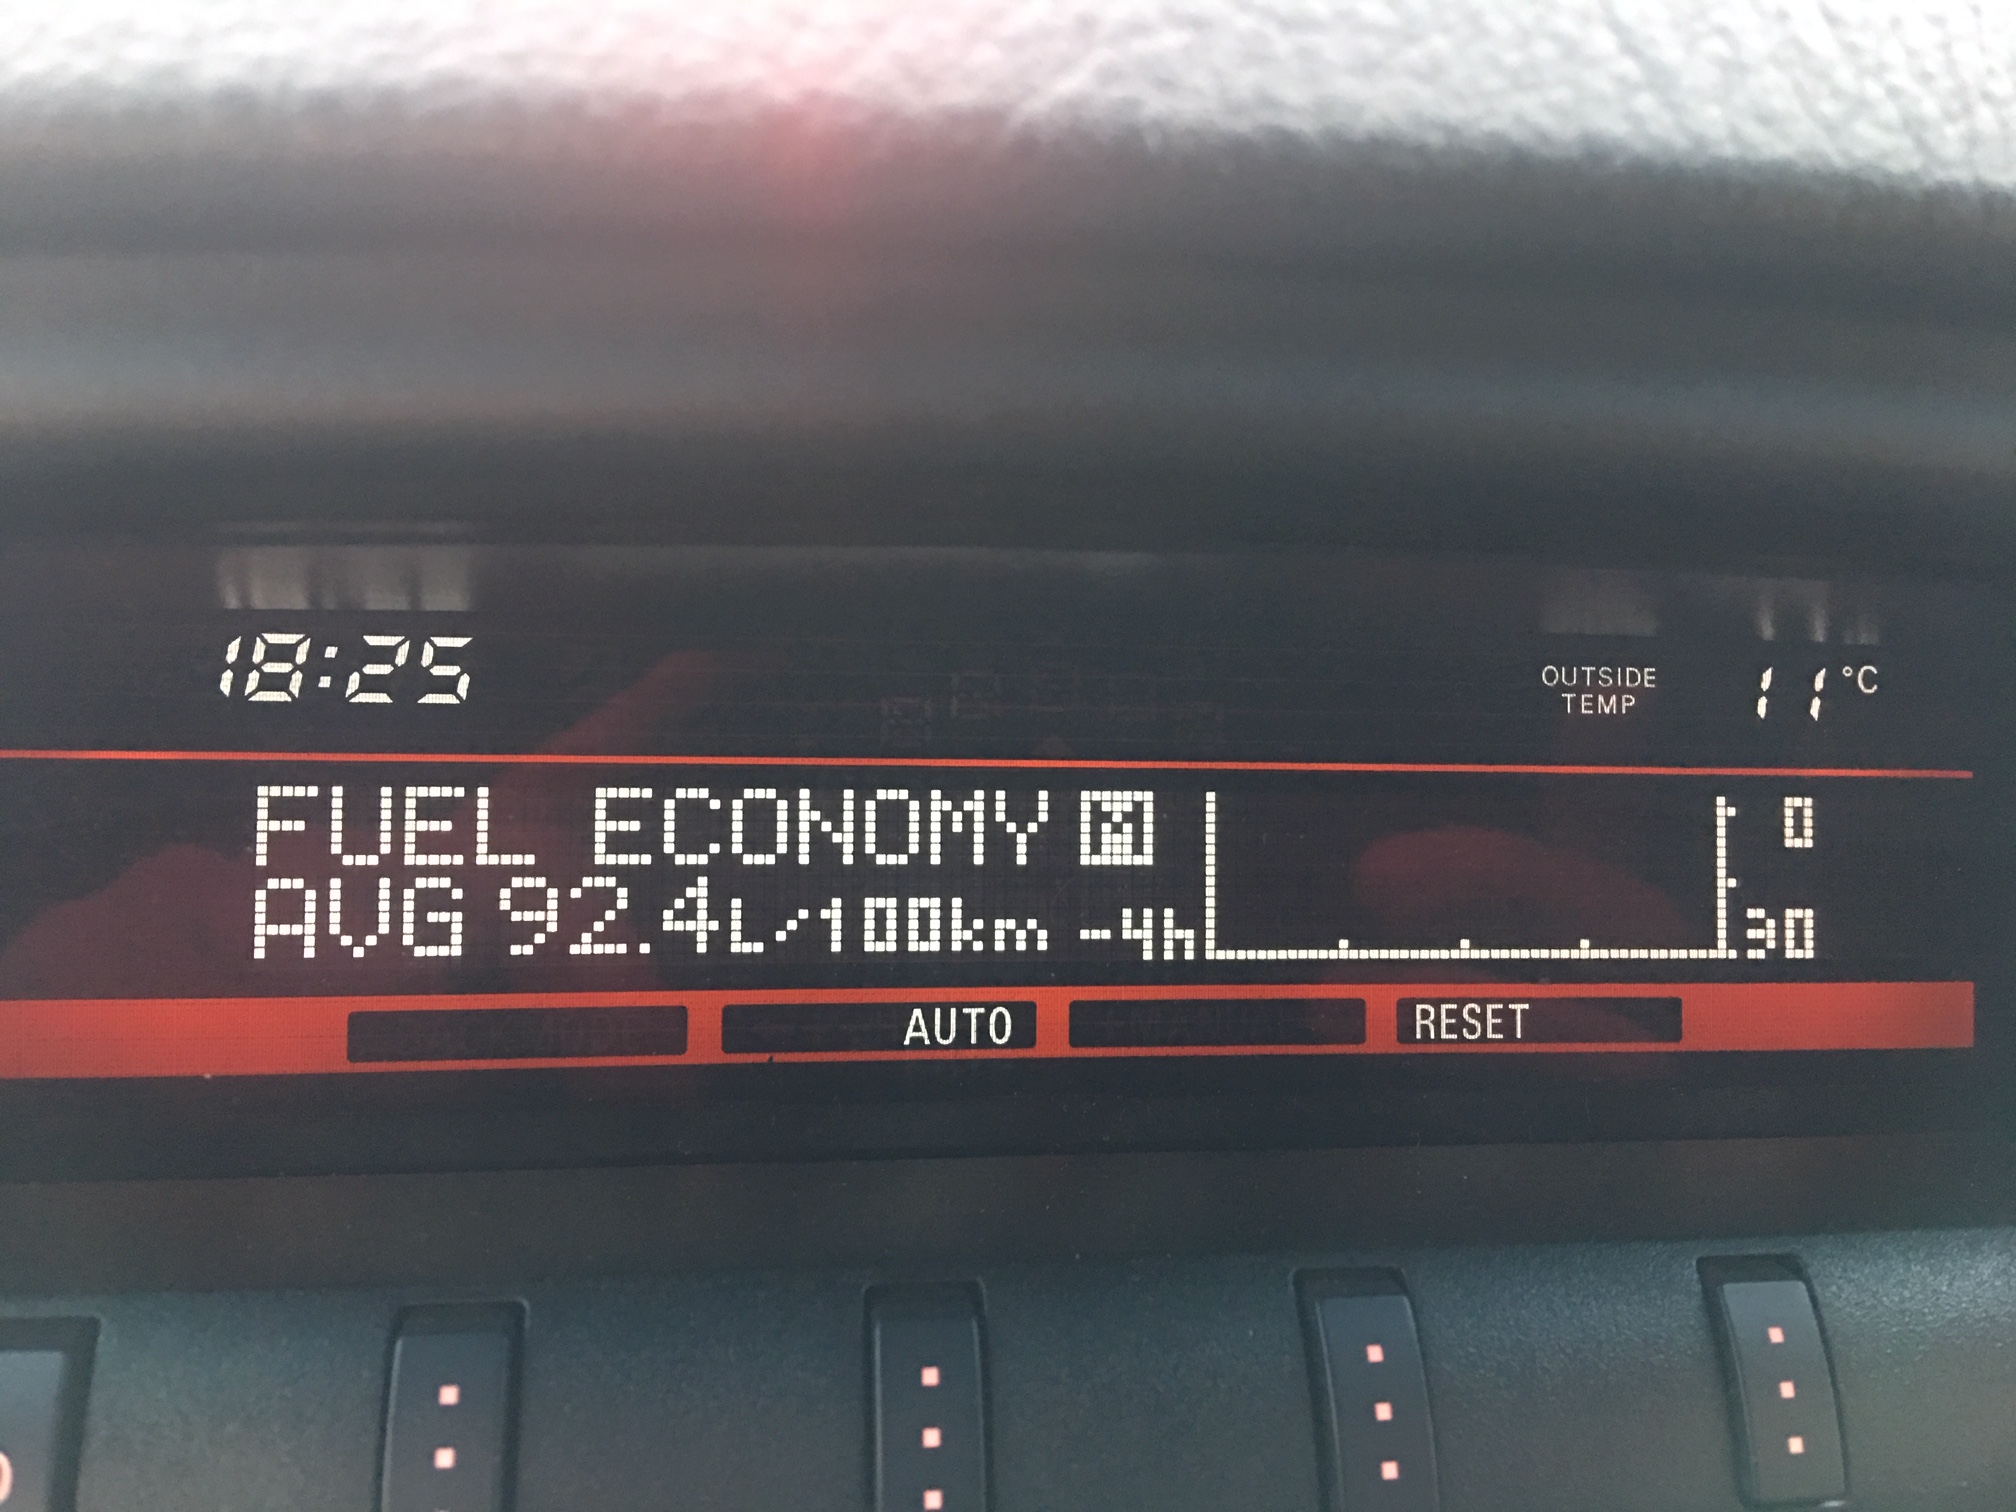 18:25
OUTSIDE
TEMP
11°C
FUEL ECONOMY
0
AVG 92.4L/100km -4h
30
AUTO
RESET